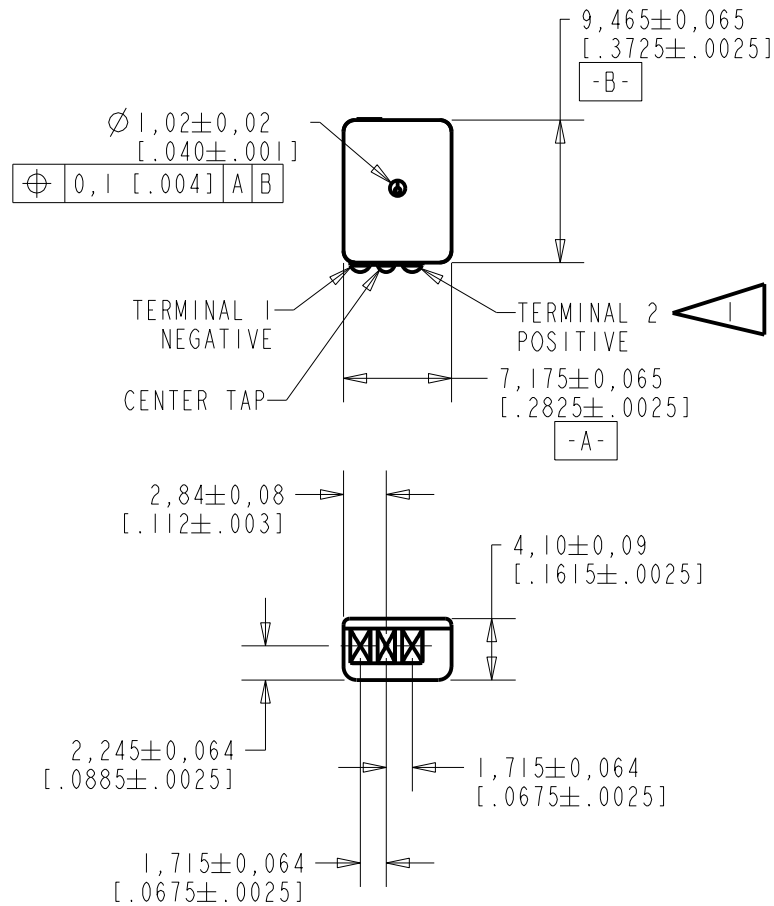 9,465±0,065
[.3725±.0025]
-B-
Ø 1,02±0,02
[.040±.001]
⌖ 0,1 [.004] A B
TERMINAL 1
NEGATIVE
TERMINAL 2
POSITIVE
1
CENTER TAP
7,175±0,065
[.2825±.0025]
-A-
2,84±0,08
[.112±.003]
4,10±0,09
[.1615±.0025]
2,245±0,064
[.0885±.0025]
1,715±0,064
[.0675±.0025]
1,715±0,064
[.0675±.0025]